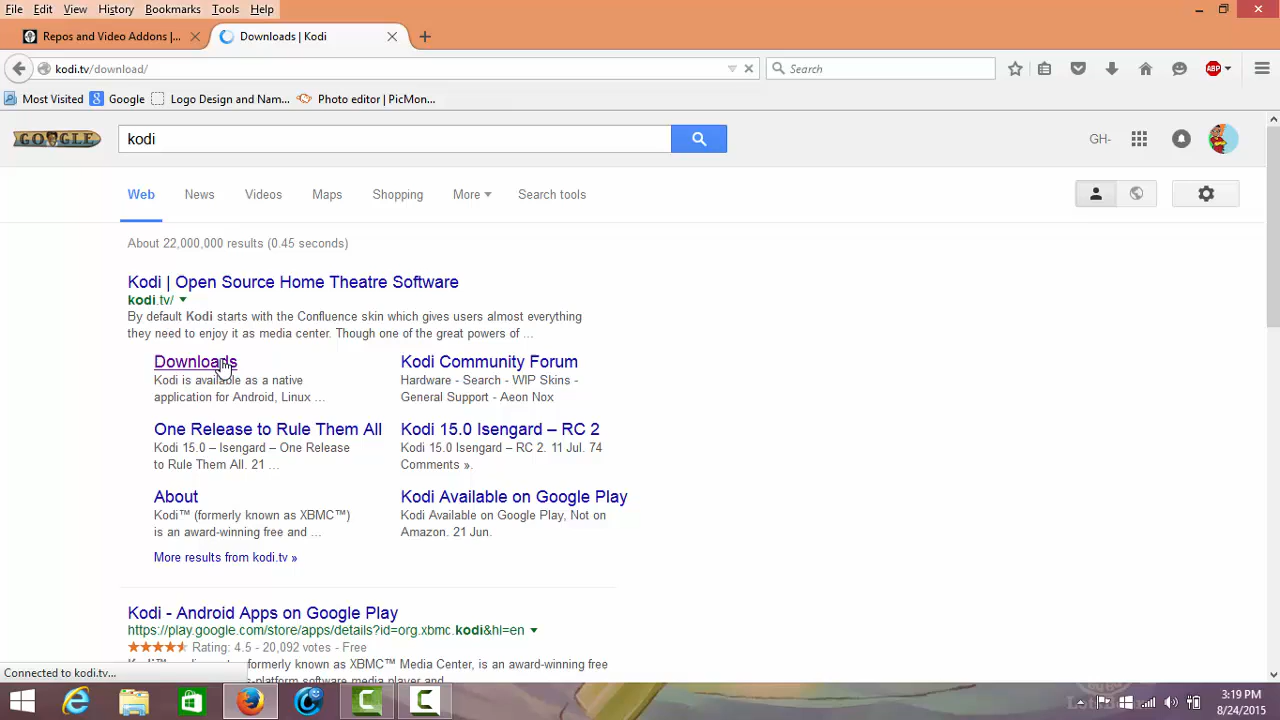 File Edit View History Bookmarks Tools Help
Repos and Video Addons |...
Downloads | Kodi
kodi.tv/download/
Search
ABP
Most Visited Google Logo Design and Nam... Photo editor | PicMon...
GOOGLE
kodi
GH-
Web News Videos Maps Shopping More Search tools
About 22,000,000 results (0.45 seconds)
Kodi | Open Source Home Theatre Software
kodi.tv/
By default Kodi starts with the Confluence skin which gives users almost everything
they need to enjoy it as media center. Though one of the great powers of ...
Downloads
Kodi is available as a native
application for Android, Linux ...
Kodi Community Forum
Hardware - Search - WIP Skins -
General Support - Aeon Nox
One Release to Rule Them All
Kodi 15.0 – Isengard – One Release
to Rule Them All. 21 ...
Kodi 15.0 Isengard – RC 2
Kodi 15.0 Isengard – RC 2. 11 Jul. 74
Comments ».
About
Kodi™ (formerly known as XBMC™)
is an award-winning free and ...
Kodi Available on Google Play
Kodi Available on Google Play, Not on
Amazon. 21 Jun.
More results from kodi.tv »
Kodi - Android Apps on Google Play
https://play.google.com/store/apps/details?id=org.xbmc.kodi&hl=en
Rating: 4.5 - 20,092 votes - Free
formerly known as XBMC™ Media Center, is an award-winning free
platform software media player and
Connected to kodi.tv...
3:19 PM
8/24/2015